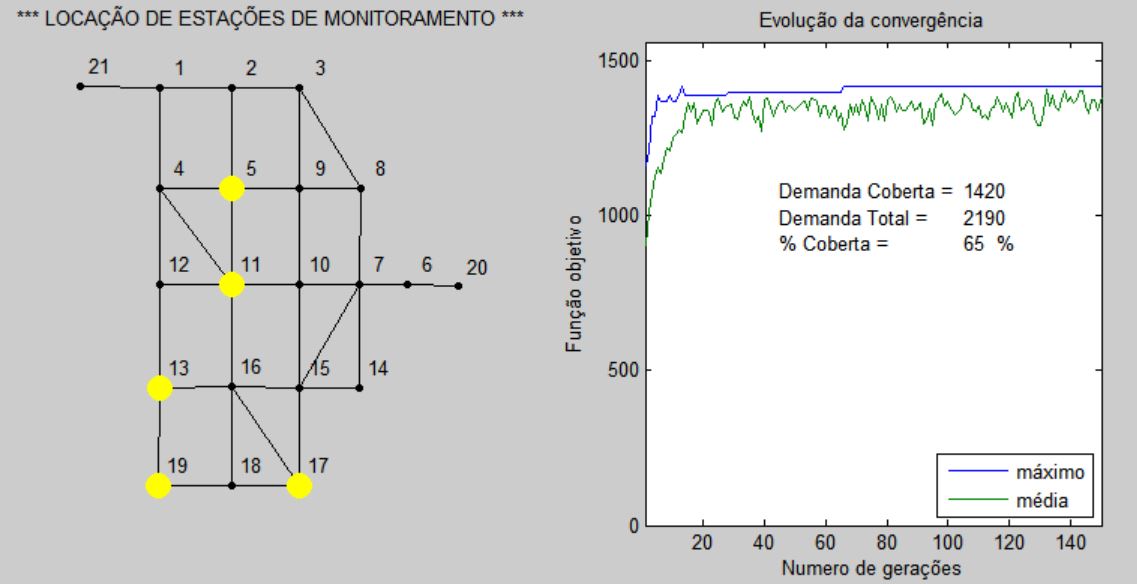 *** LOCAÇÃO DE ESTAÇÕES DE MONITORAMENTO ***
21 1 2 3
4 5 9 8
12 11 10 7 6 20
13 16 15 14
19 18 17
Evolução da convergência
1500
1000
500
0
Função objetivo
Demanda Coberta = 1420
Demanda Total = 2190
% Coberta = 65 %
máximo
média
20 40 60 80 100 120 140
Numero de gerações